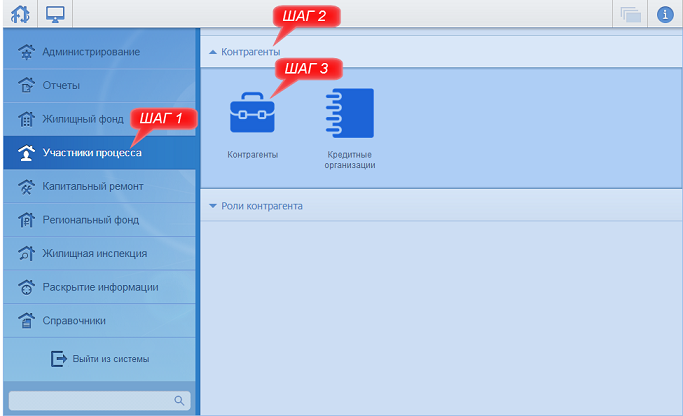 ШАГ 2
Администрирование
Контрагенты
ШАГ 3
Отчеты
ШАГ 1
Жилищный фонд
Участники процесса
Контрагенты
Кредитные
организации
Капитальный ремонт
Региональный фонд
Роли контрагента
Жилищная инспекция
Раскрытие информации
Справочники
Выйти из системы